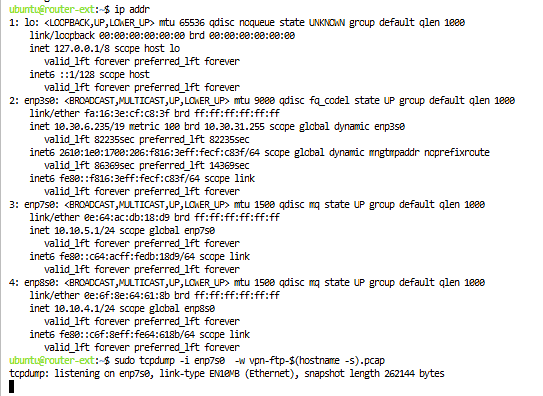 ubuntu@router-ext:~$ ip addr
1: lo: <LOOPBACK,UP,LOWER_UP> mtu 65536 qdisc noqueue state UNKNOWN group default qlen 1000
    link/loopback 00:00:00:00:00:00 brd 00:00:00:00:00:00
    inet 127.0.0.1/8 scope host lo
       valid_lft forever preferred_lft forever
    inet6 ::1/128 scope host
       valid_lft forever preferred_lft forever
2: enp3s0: <BROADCAST,MULTICAST,UP,LOWER_UP> mtu 9000 qdisc fq_codel state UP group default qlen 1000
    link/ether fa:16:3e:cf:c8:3f brd ff:ff:ff:ff:ff:ff
    inet 10.30.6.235/19 metric 100 brd 10.30.31.255 scope global dynamic enp3s0
       valid_lft 82235sec preferred_lft 82235sec
    inet6 2610:1e0:1700:206:f816:3eff:fecf:c83f/64 scope global dynamic mngtmpaddr noprefixroute
       valid_lft 86369sec preferred_lft 14369sec
    inet6 fe80::f816:3eff:fecf:c83f/64 scope link
       valid_lft forever preferred_lft forever
3: enp7s0: <BROADCAST,MULTICAST,UP,LOWER_UP> mtu 1500 qdisc mq state UP group default qlen 1000
    link/ether 0e:64:ac:db:18:d9 brd ff:ff:ff:ff:ff:ff
    inet 10.10.5.1/24 scope global enp7s0
       valid_lft forever preferred_lft forever
    inet6 fe80::c64:acff:fedb:18d9/64 scope link
       valid_lft forever preferred_lft forever
4: enp8s0: <BROADCAST,MULTICAST,UP,LOWER_UP> mtu 1500 qdisc mq state UP group default qlen 1000
    link/ether 0e:6f:8e:64:61:8b brd ff:ff:ff:ff:ff:ff
    inet 10.10.4.1/24 scope global enp8s0
       valid_lft forever preferred_lft forever
    inet6 fe80::c6f:8eff:fe64:618b/64 scope link
       valid_lft forever preferred_lft forever
ubuntu@router-ext:~$ sudo tcpdump -i enp7s0  -w vpn-ftp-$(hostname -s).pcap
tcpdump: listening on enp7s0, link-type EN10MB (Ethernet), snapshot length 262144 bytes